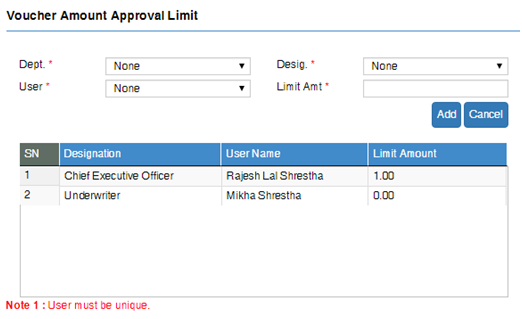 Voucher Amount Approval Limit
Dept. * None Desig. * None
User * None Limit Amt *
Add Cancel
SN Designation User Name Limit Amount
1 Chief Executive Officer Rajesh Lal Shrestha 1.00
2 Underwriter Mikha Shrestha 0.00
Note 1 : User must be unique.